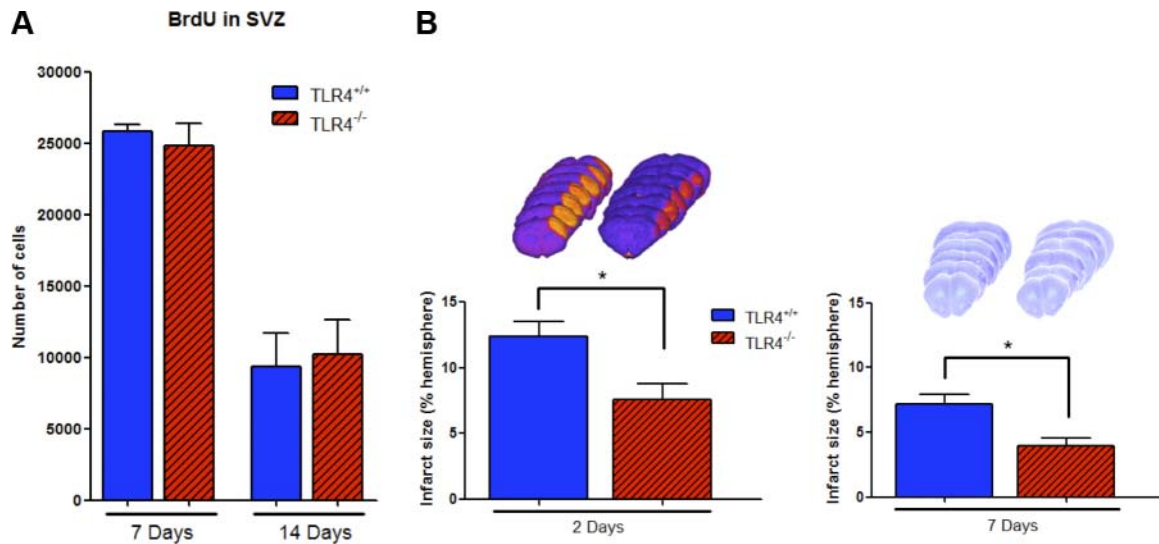 A
BrdU in SVZ
30000
25000
20000
15000
10000
5000
0
Number of cells
TLR4+/+
TLR4-/-
7 Days
14 Days
B
*
15
10
5
0
Infarct size (% hemisphere)
TLR4+/+
TLR4-/-
2 Days
*
15
10
5
0
Infarct size (% hemisphere)
7 Days